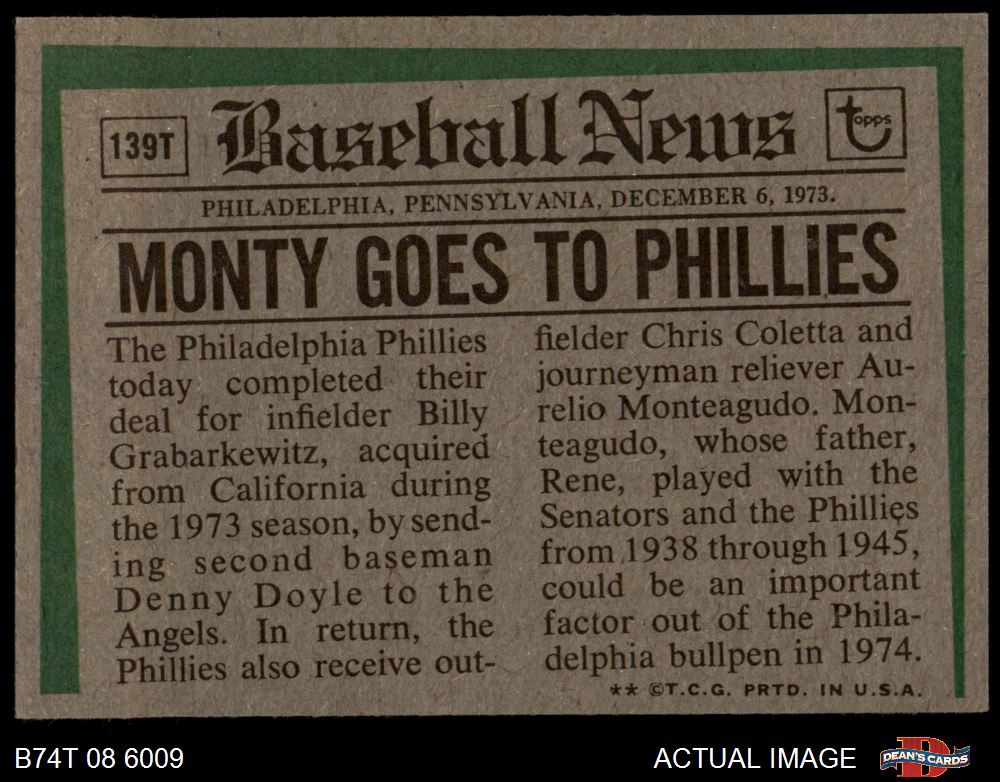 139T
Baseball News
topps
PHILADELPHIA, PENNSYLVANIA, DECEMBER 6, 1973.
MONTY GOES TO PHILLIES
The Philadelphia Phillies
today completed their
deal for infielder Billy
Grabarkewitz, acquired
from California during
the 1973 season, by send-
ing second baseman
Denny Doyle to the
Angels. In return, the
Phillies also receive out-
fielder Chris Coletta and
journeyman reliever Au-
relio Monteagudo. Mon-
teagudo, whose father,
Rene, played with the
Senators and the Phillies
from 1938 through 1945,
could be an important
factor out of the Phila-
delphia bullpen in 1974.
** ©T.C.G. PRTD. IN U.S.A.
B74T 08 6009
ACTUAL IMAGE
DEAN'S CARDS